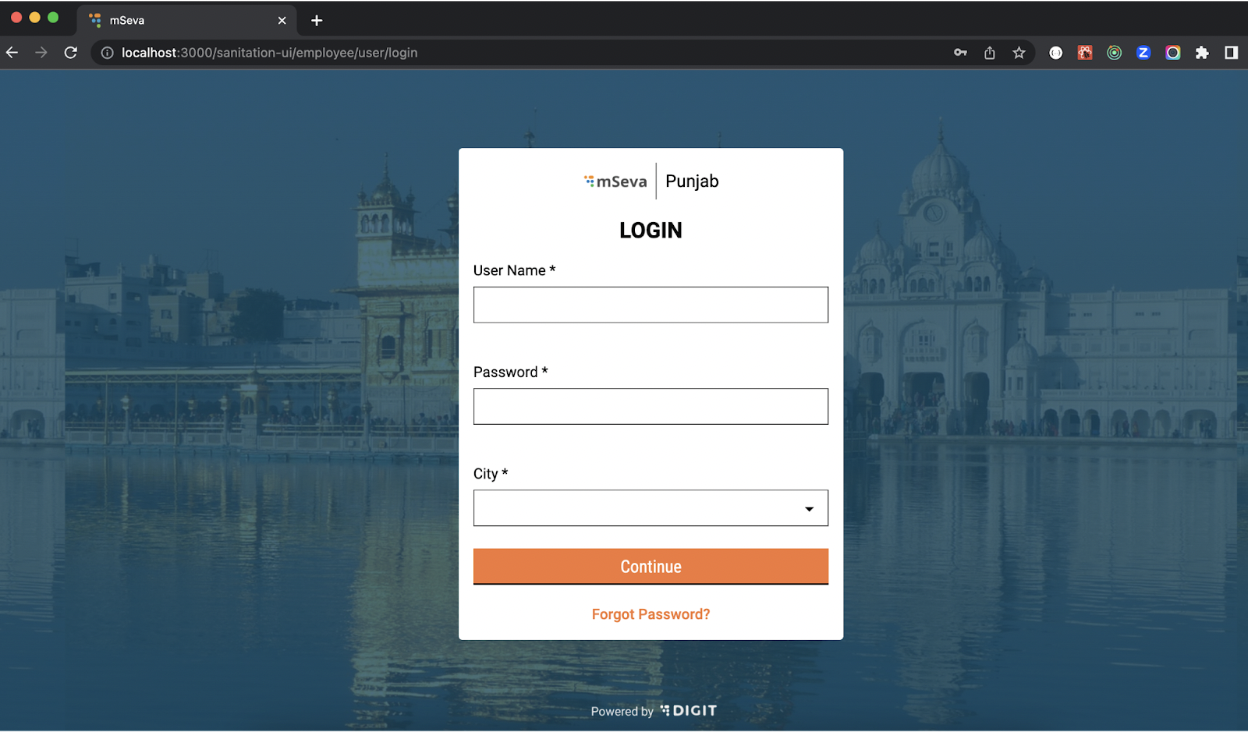 mSeva
localhost:3000/sanitation-ui/employee/user/login
mSeva | Punjab
LOGIN
User Name *
Password *
City *
Continue
Forgot Password?
Powered by DIGIT